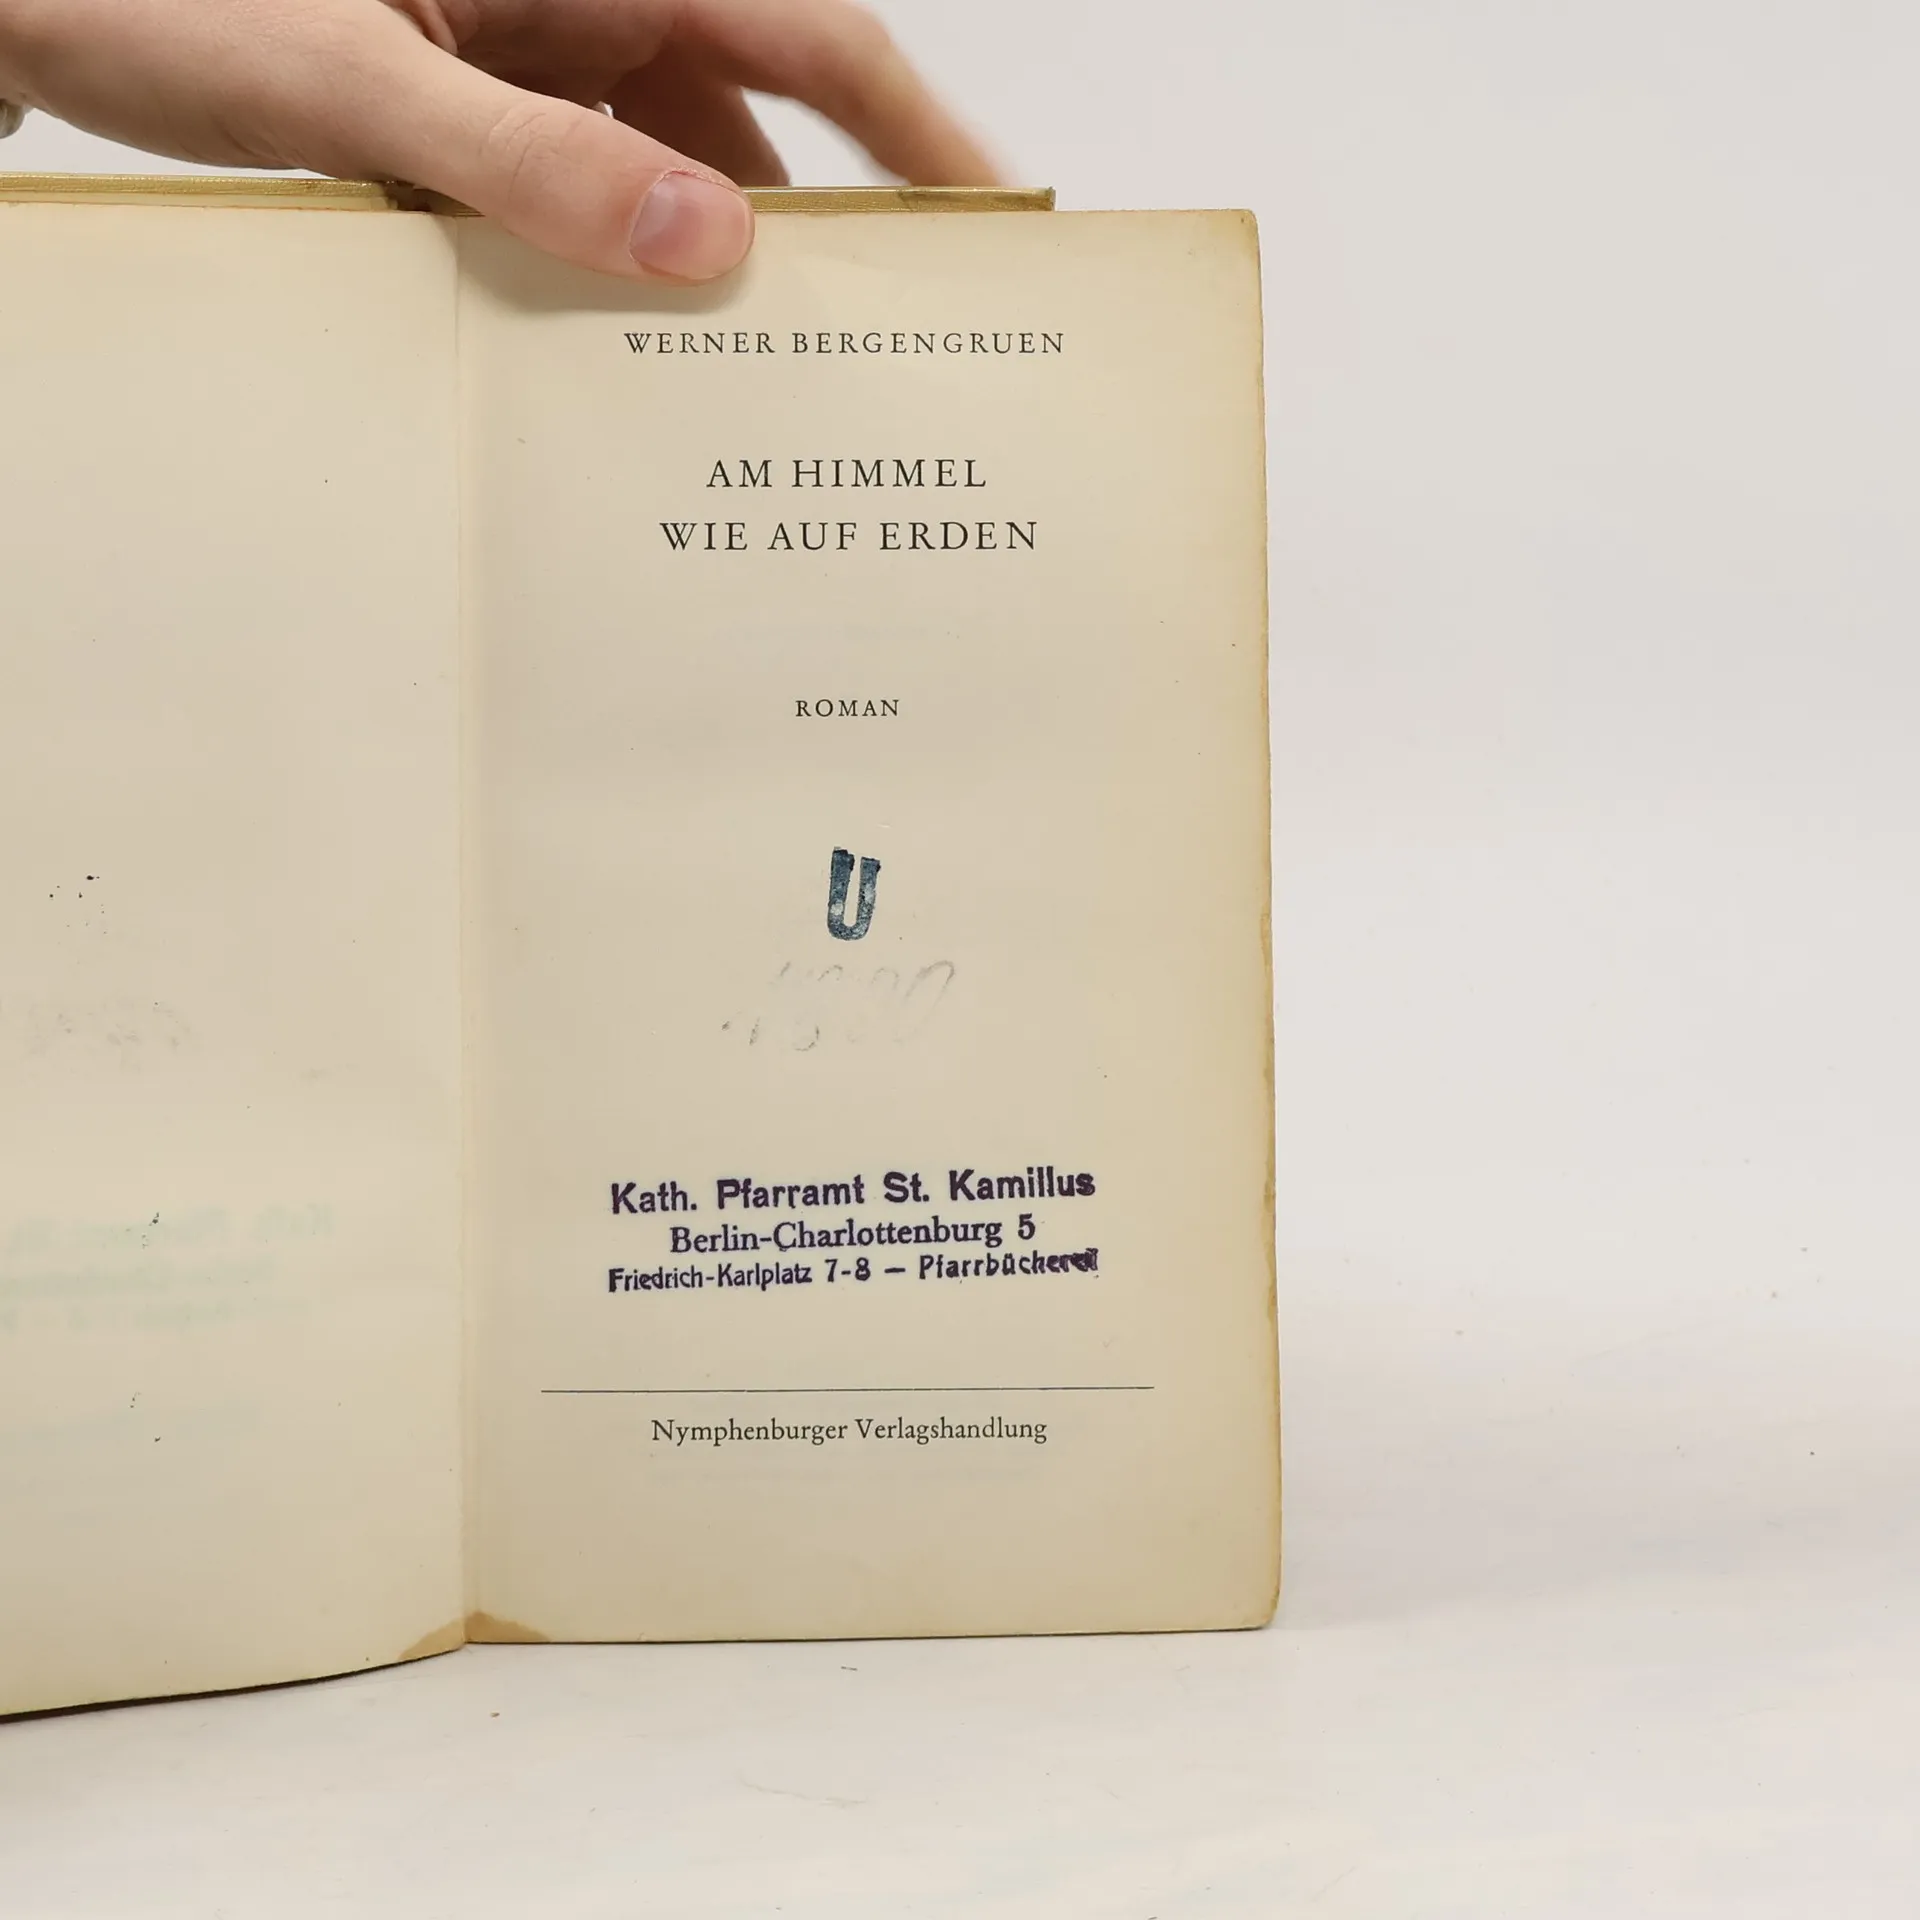 WERNER BERGENGRUEN
AM HIMMEL
WIE AUF ERDEN
ROMAN
U
Kath. Pfarramt St. Kamillus
Berlin-Charlottenburg 5
Friedrich-Karlplatz 7-8 — Pfarrbücherei
Nymphenburger Verlagshandlung